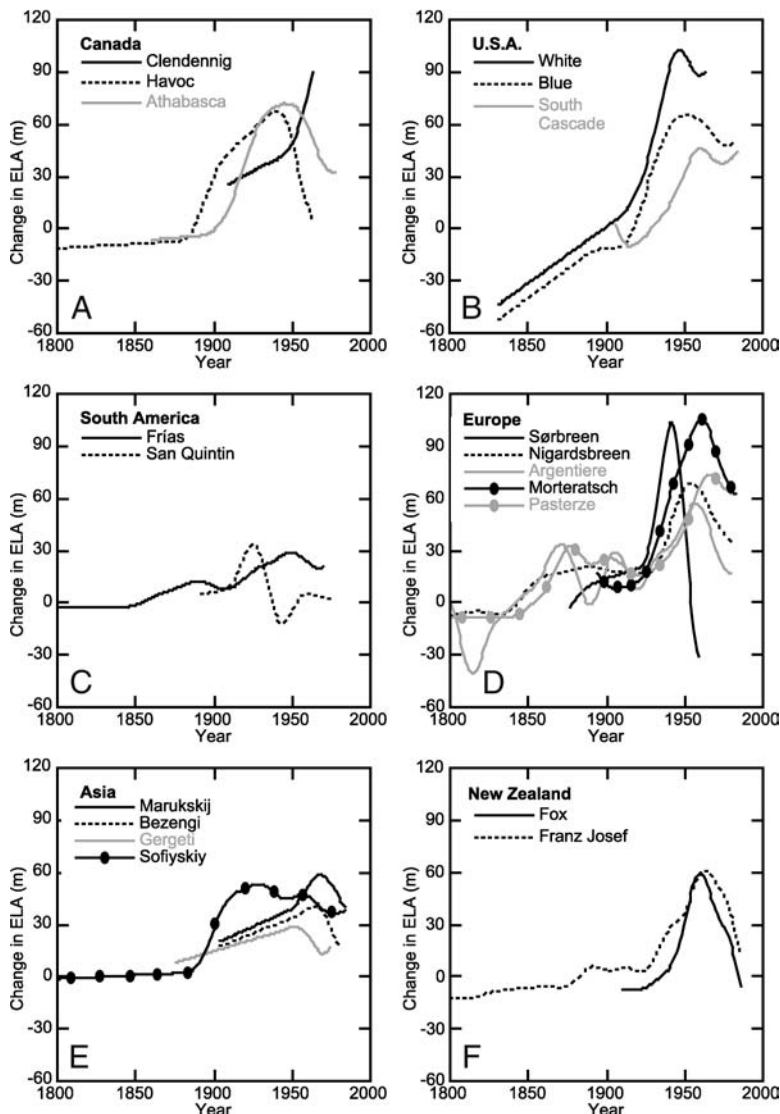 120
Canada
Clendennig
90
Havoc
Athabasca
60
30
0
-30
-60
Change in ELA (m)
A
1800 1850 1900 1950 2000
Year
120
U.S.A.
White
90
Blue
South
Cascade
60
30
0
-30
-60
Change in ELA (m)
B
1800 1850 1900 1950 2000
Year
120
South America
Frías
90
San Quintin
60
30
0
-30
-60
Change in ELA (m)
C
1800 1850 1900 1950 2000
Year
120
Europe
Sørbreen
90
Nigardsbreen
Argentiere
Morteratsch
60
Pasterze
30
0
-30
-60
Change in ELA (m)
D
1800 1850 1900 1950 2000
Year
120
Asia
Marukskij
90
Bezengi
Gergeti
Sofiyskiy
60
30
0
-30
-60
Change in ELA (m)
E
1800 1850 1900 1950 2000
Year
120
New Zealand
Fox
90
Franz Josef
60
30
0
-30
-60
Change in ELA (m)
F
1800 1850 1900 1950 2000
Year